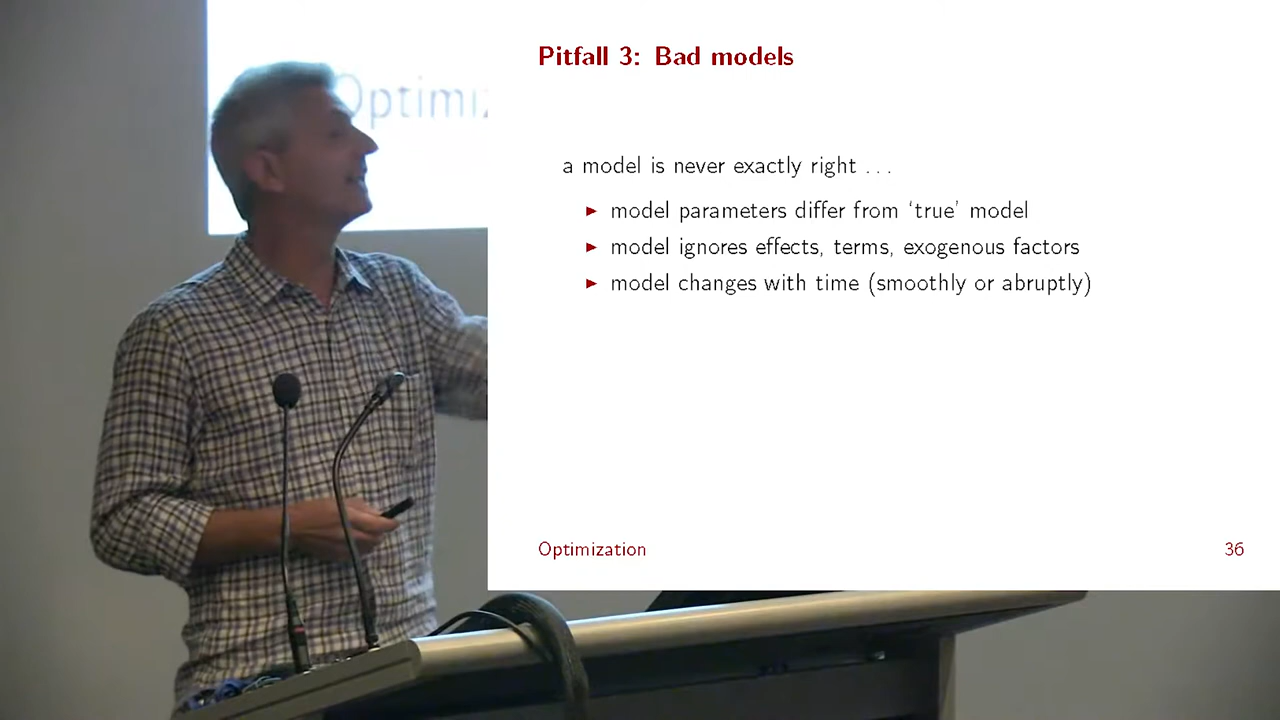 Pitfall 3: Bad models
a model is never exactly right . . .
► model parameters differ from ‘true’ model
► model ignores effects, terms, exogenous factors
► model changes with time (smoothly or abruptly)
Optimization
36